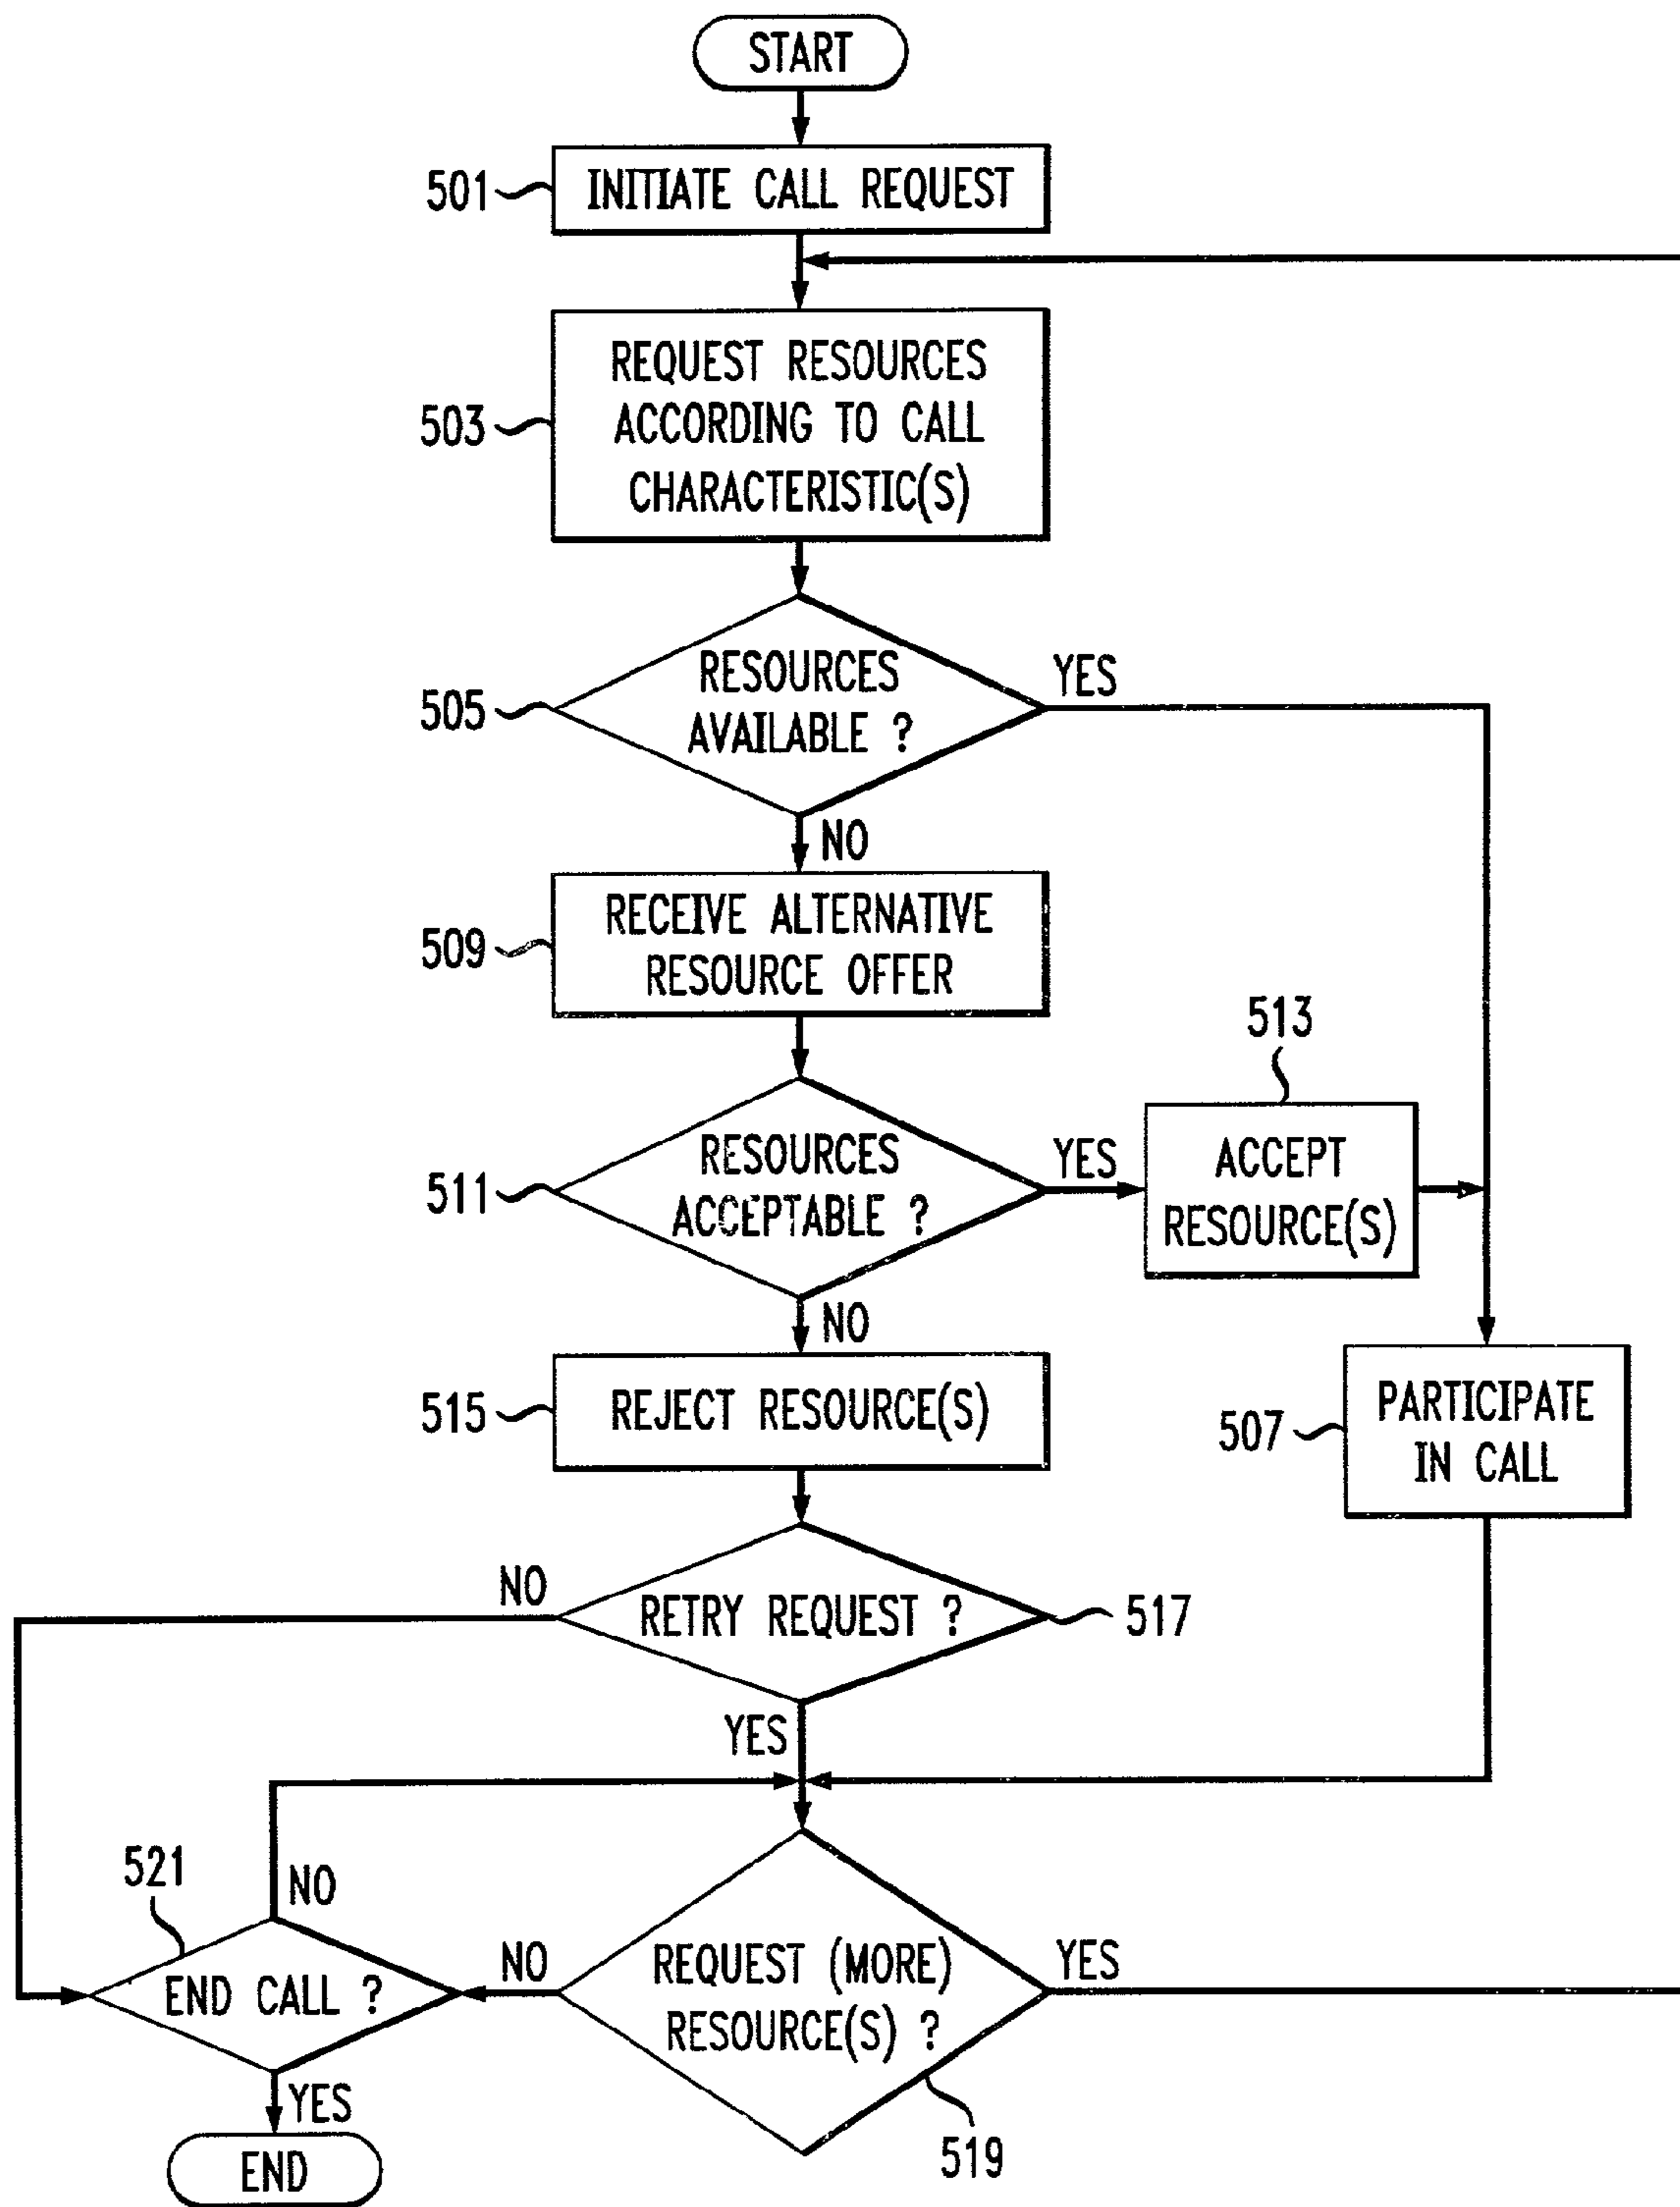 START
501
INITIATE CALL REQUEST
503
REQUEST RESOURCES
ACCORDING TO CALL
CHARACTERISTIC(S)
505
RESOURCES
AVAILABLE ?
YES
NO
509
RECEIVE ALTERNATIVE
RESOURCE OFFER
511
RESOURCES
ACCEPTABLE ?
YES
513
ACCEPT
RESOURCE(S)
NO
515
REJECT RESOURCE(S)
507
PARTICIPATE
IN CALL
NO
RETRY REQUEST ?
517
YES
521
NO
END CALL ?
NO
REQUEST (MORE)
RESOURCE(S) ?
YES
519
YES
END